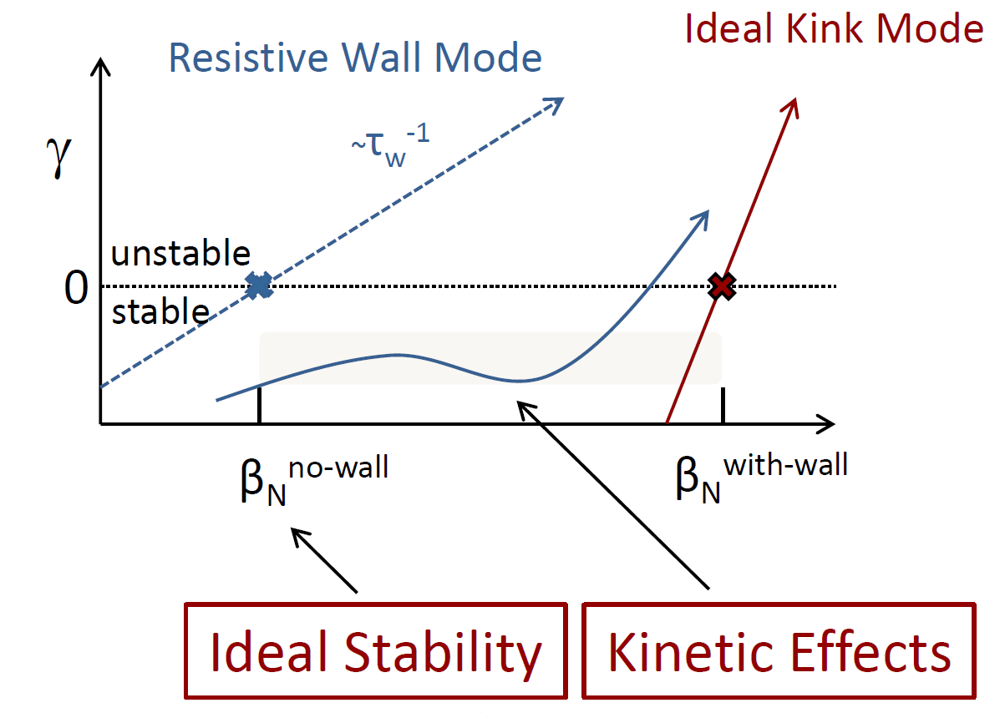 Ideal Kink Mode
Resistive Wall Mode
~τw-1
γ
unstable
0
stable
βNno-wall
βNwith-wall
Ideal Stability
Kinetic Effects